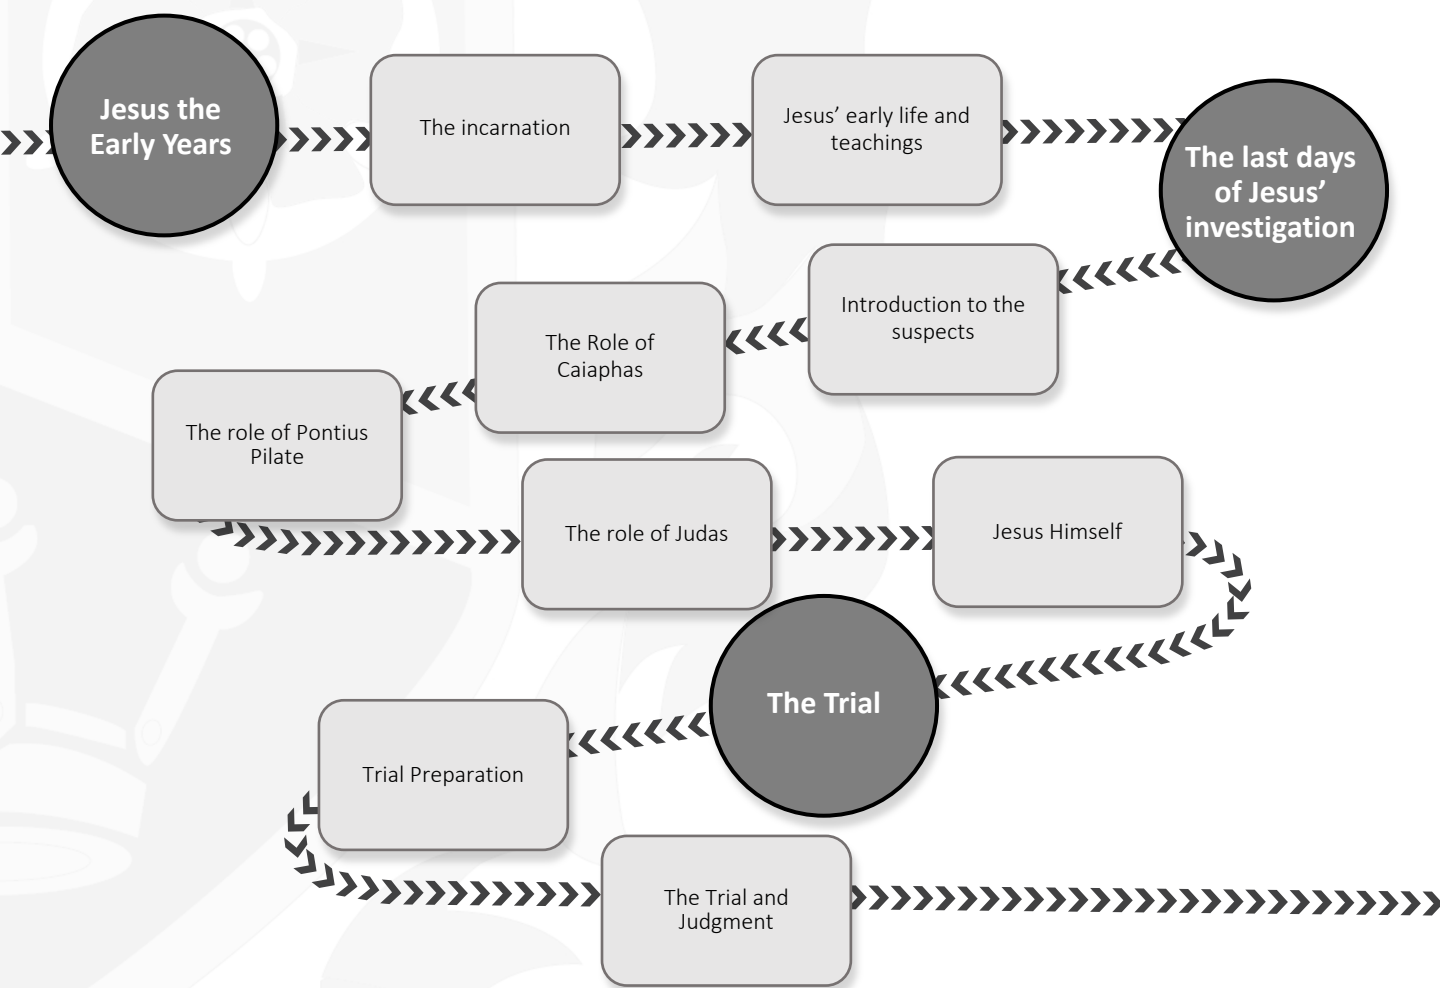 Jesus the
Early Years
The incarnation
Jesus’ early life and
teachings
The last days
of Jesus’
investigation
Introduction to the
suspects
The Role of
Caiaphas
The role of Pontius
Pilate
The role of Judas
Jesus Himself
The Trial
Trial Preparation
The Trial and
Judgment